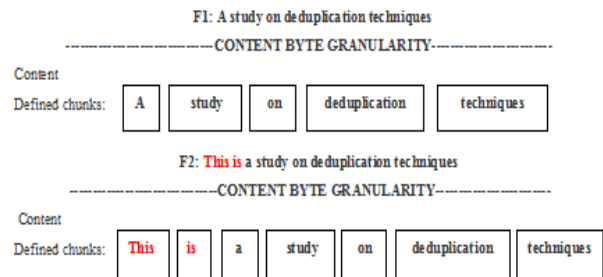 F1: A study on deduplication techniques
------------------------------CONTENT BYTE GRANULARITY-------------------------
Content
Defined chunks: A study on deduplication techniques
F2: This is a study on deduplication techniques
------------------------------CONTENT BYTE GRANULARITY------------------------
Content
Defined chunks: This is a study on deduplication techniques